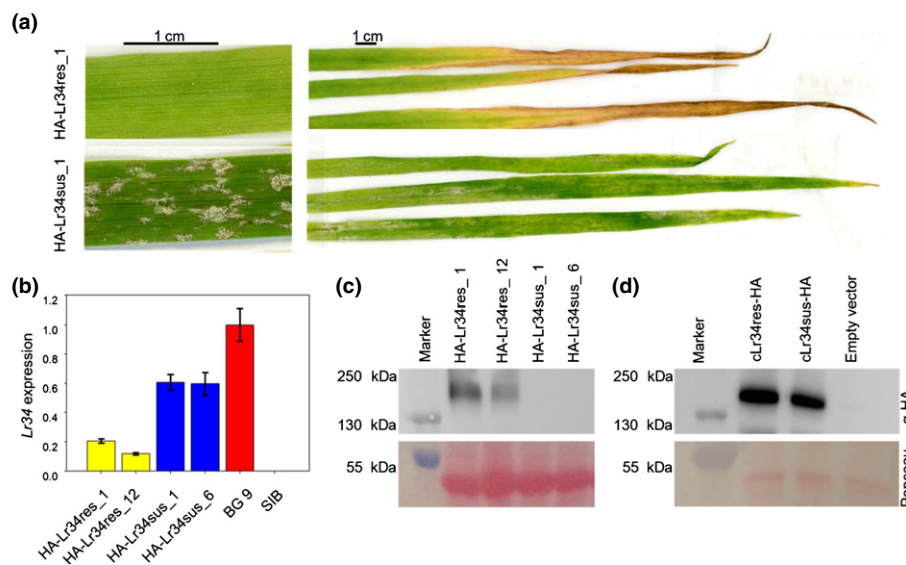 (a)
1 cm
1 cm
HA-Lr34res_1
HA-Lr34sus_1
(b)
Lr34 expression
1.2
1.0
0.8
0.6
0.4
0.2
0.0
HA-Lr34res_1
HA-Lr34res_12
HA-Lr34sus_1
HA-Lr34sus_6
BG 9
SIB
(c)
Marker
HA-Lr34res_1
HA-Lr34res_12
HA-Lr34sus_1
HA-Lr34sus_6
250 kDa
130 kDa
55 kDa
(d)
Marker
cLr34res-HA
cLr34sus-HA
Empty vector
250 kDa
130 kDa
55 kDa
α-HA
Ponceau